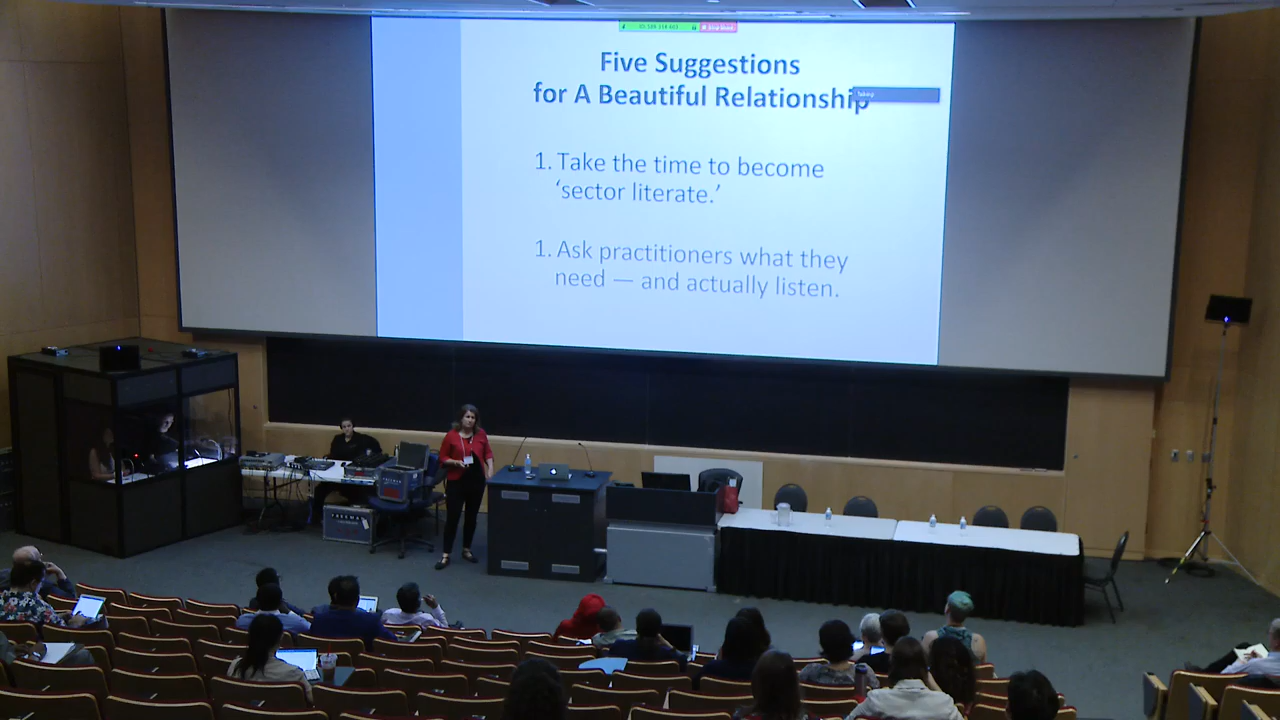 Five Suggestions
for A Beautiful Relationship
1. Take the time to become
‘sector literate.’
1. Ask practitioners what they
need — and actually listen.
FREEMAN